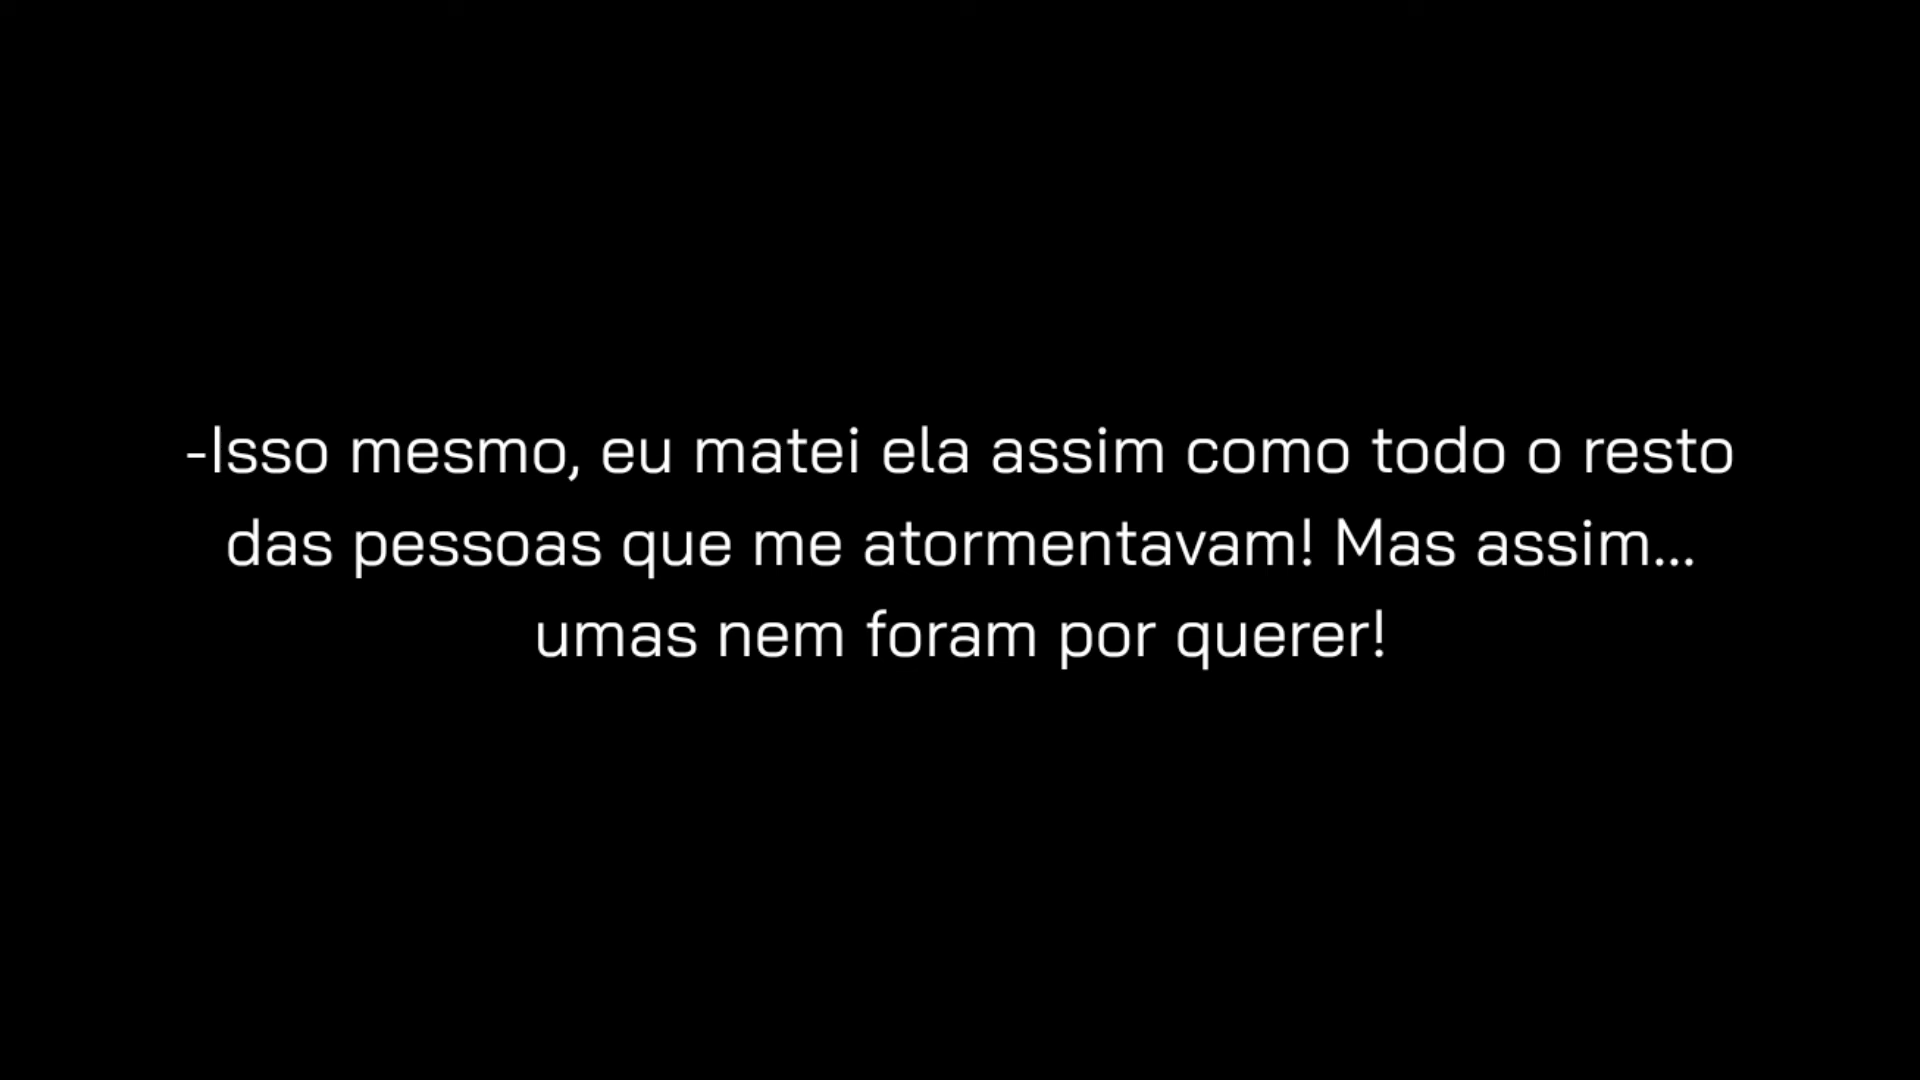 -Isso mesmo, eu matei ela assim como todo o resto
das pessoas que me atormentavam! Mas assim...
umas nem foram por querer!